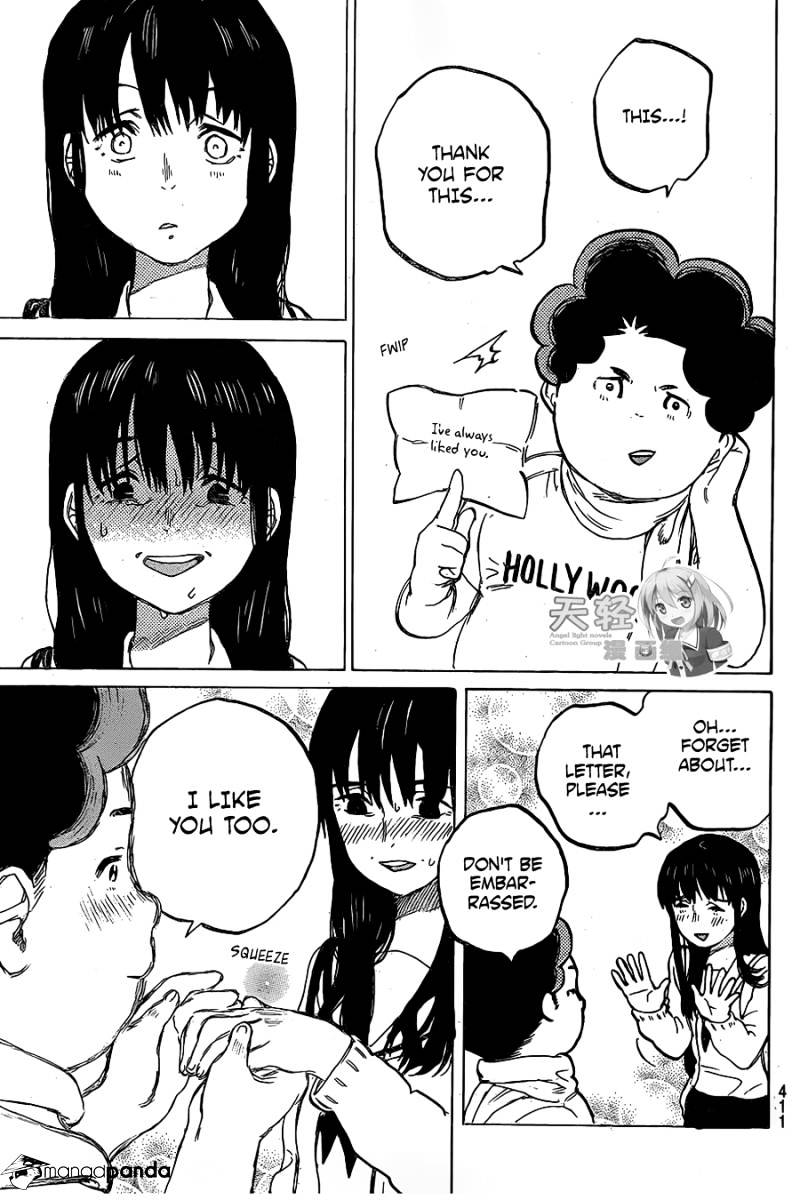 THIS...!
THANK
YOU FOR
THIS...
FWIP
I've always
liked you.
HOLLYWOO
天轻
Angel light novels
Cartoon Group
漫画
OH...
FORGET
ABOUT...
THAT
LETTER,
PLEASE
...
DON'T BE
EMBAR-
RASSED.
I LIKE
YOU TOO.
SQUEEZE
411
mangapanda